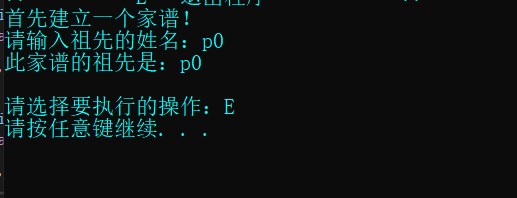 首先建立一个家谱！
请输入祖先的姓名：p0
此家谱的祖先是：p0
请选择要执行的操作：E
请按任意键继续. . .